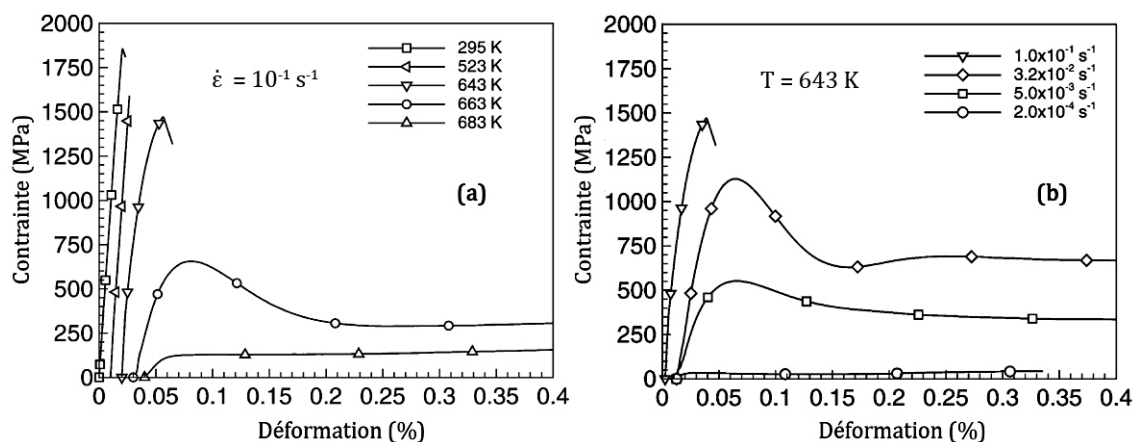 2000
1750
1500
1250
1000
750
500
250
0
Contrainte (MPa)
0 0.05 0.1 0.15 0.2 0.25 0.3 0.35 0.4
Déformation (%)
ε̇ = 10⁻¹ s⁻¹
295 K
523 K
643 K
663 K
683 K
(a)
2000
1750
1500
1250
1000
750
500
250
0
Contrainte (MPa)
0 0.05 0.1 0.15 0.2 0.25 0.3 0.35 0.4
Déformation (%)
T = 643 K
1.0x10⁻¹ s⁻¹
3.2x10⁻² s⁻¹
5.0x10⁻³ s⁻¹
2.0x10⁻⁴ s⁻¹
(b)